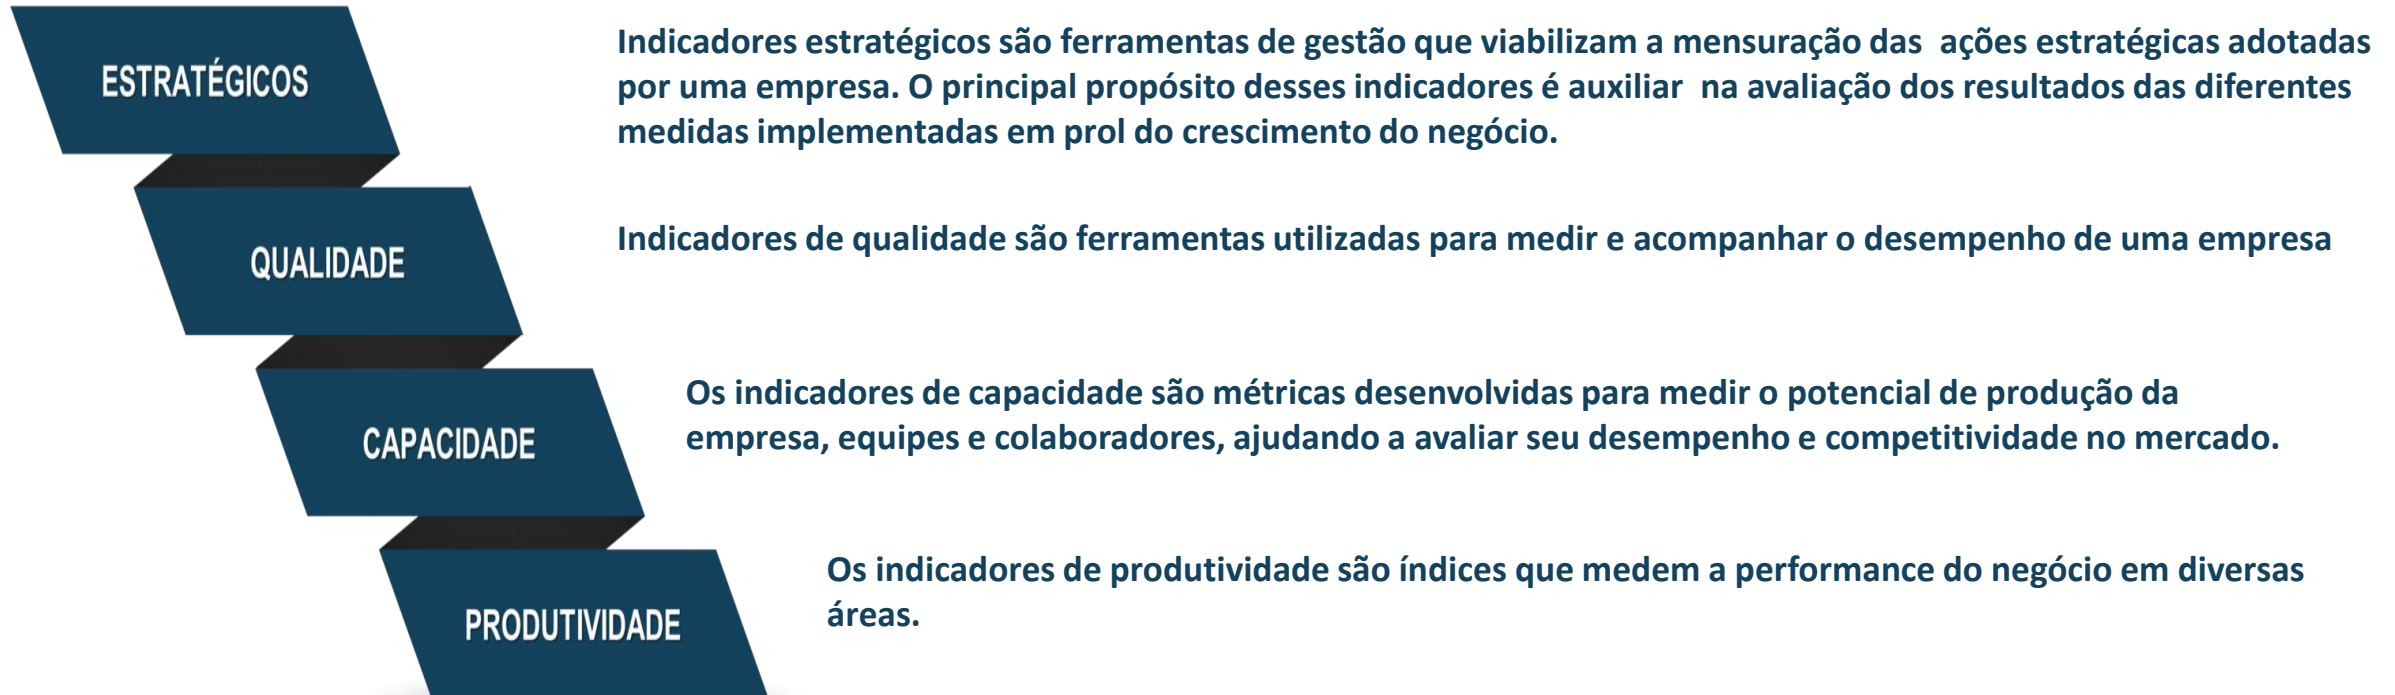 ESTRATÉGICOS
Indicadores estratégicos são ferramentas de gestão que viabilizam a mensuração das ações estratégicas adotadas
por uma empresa. O principal propósito desses indicadores é auxiliar na avaliação dos resultados das diferentes
medidas implementadas em prol do crescimento do negócio.
QUALIDADE
Indicadores de qualidade são ferramentas utilizadas para medir e acompanhar o desempenho de uma empresa
CAPACIDADE
Os indicadores de capacidade são métricas desenvolvidas para medir o potencial de produção da
empresa, equipes e colaboradores, ajudando a avaliar seu desempenho e competitividade no mercado.
PRODUTIVIDADE
Os indicadores de produtividade são índices que medem a performance do negócio em diversas
áreas.